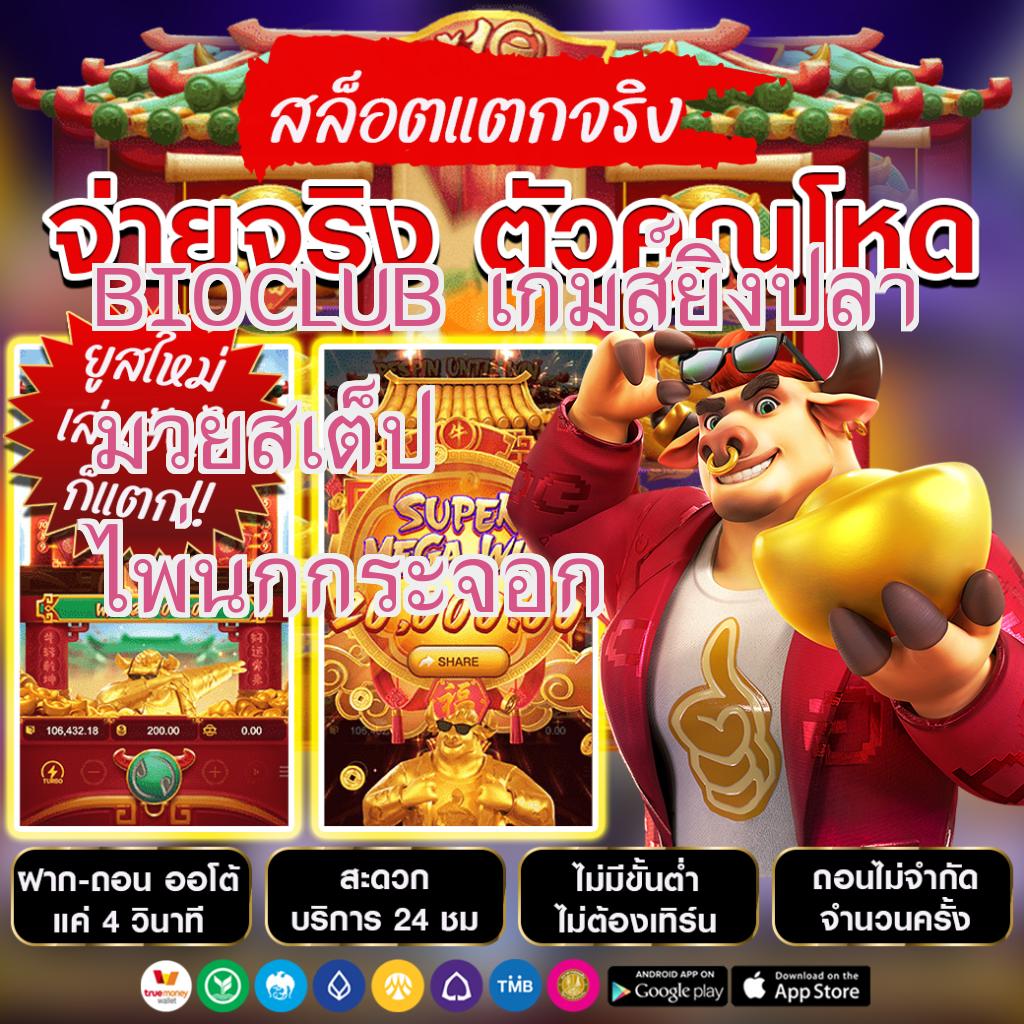 สล็อตแตกจริง
จ่ายจริง ตัวคูณโหด
BIOCLUB เกมส์ยิงปลา
ยูสใหม่
มวยสเต็ป
ก็แตก!!
SUPER
MEGA
ไพ่นกกระจอก
SHARE
福
106,432.18 200.00 0.00
TURBO
ฝาก-ถอน ออโต้
แค่ 4 วินาที
สะดวก
บริการ 24 ชม
ไม่มีขั้นต่ำ
ไม่ต้องเทิร์น
ถอนไม่จำกัด
จำนวนครั้ง
truemoney
wallet
TMB
ANDROID APP ON
Google play
Download on the
App Store